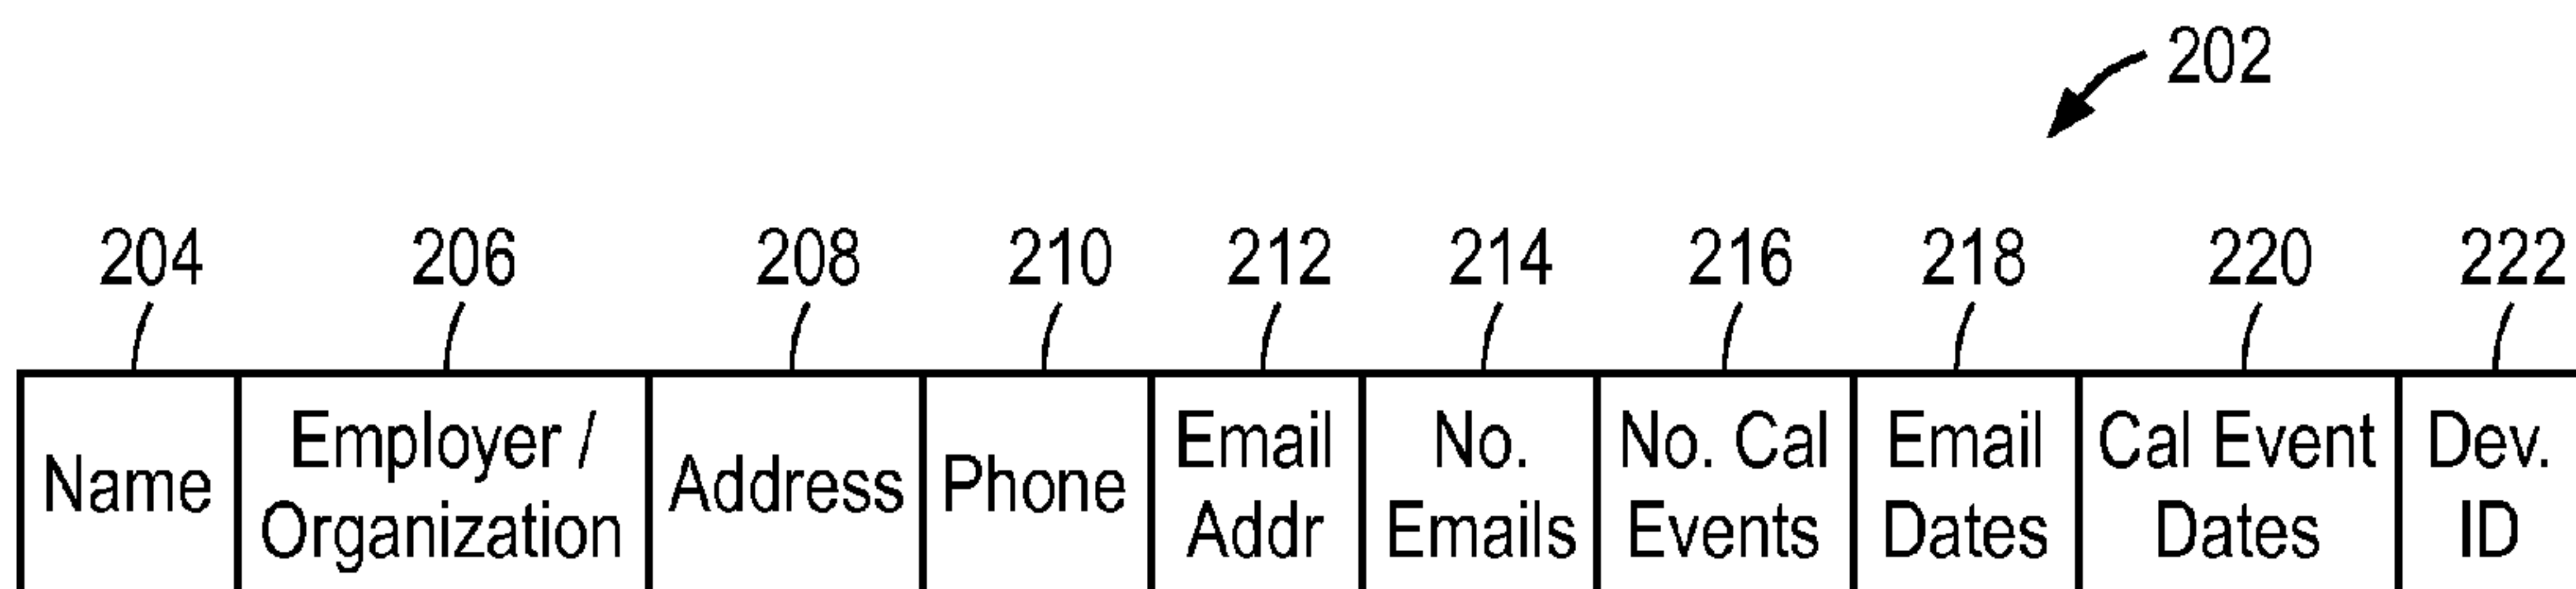 202
204 206 208 210 212 214 216 218 220 222
Name Employer / Organization Address Phone Email Addr No. Emails No. Cal Events Email Dates Cal Event Dates Dev. ID